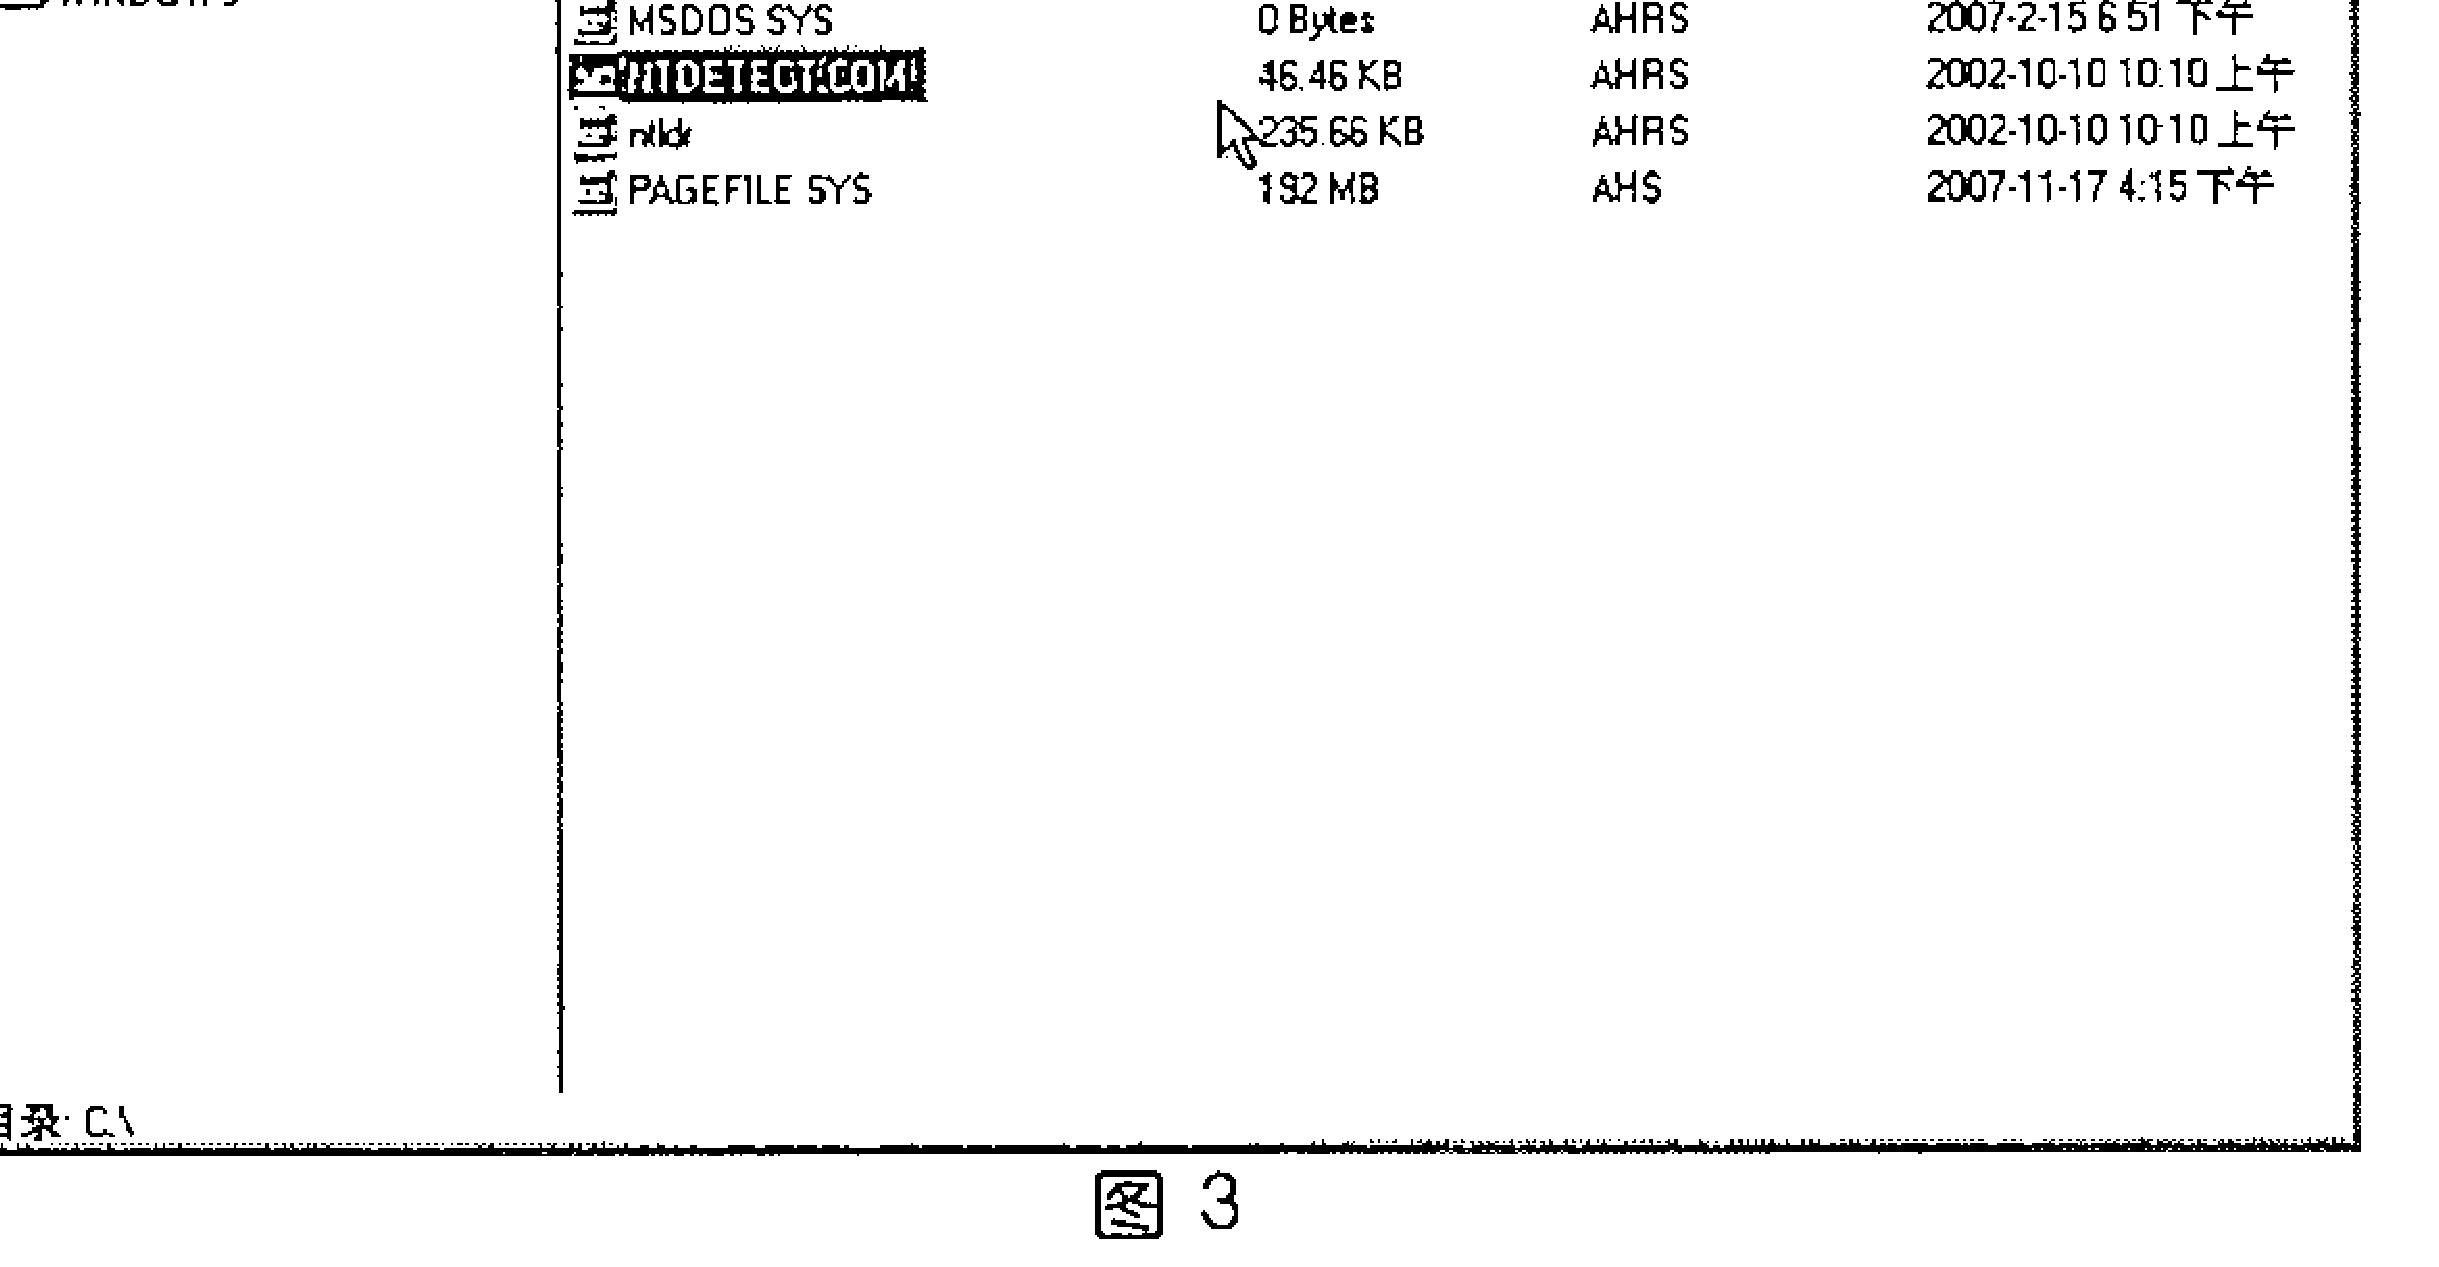 MSDOS SYS 0 Bytes AHRS 2007-2-15 6 51 下午
NTDETECT.COM 46.46 KB AHRS 2002-10-10 10:10 上午
ntldr 235.66 KB AHRS 2002-10-10 10:10 上午
PAGEFILE SYS 192 MB AHS 2007-11-17 4:15 下午
目录: C:\
图 3